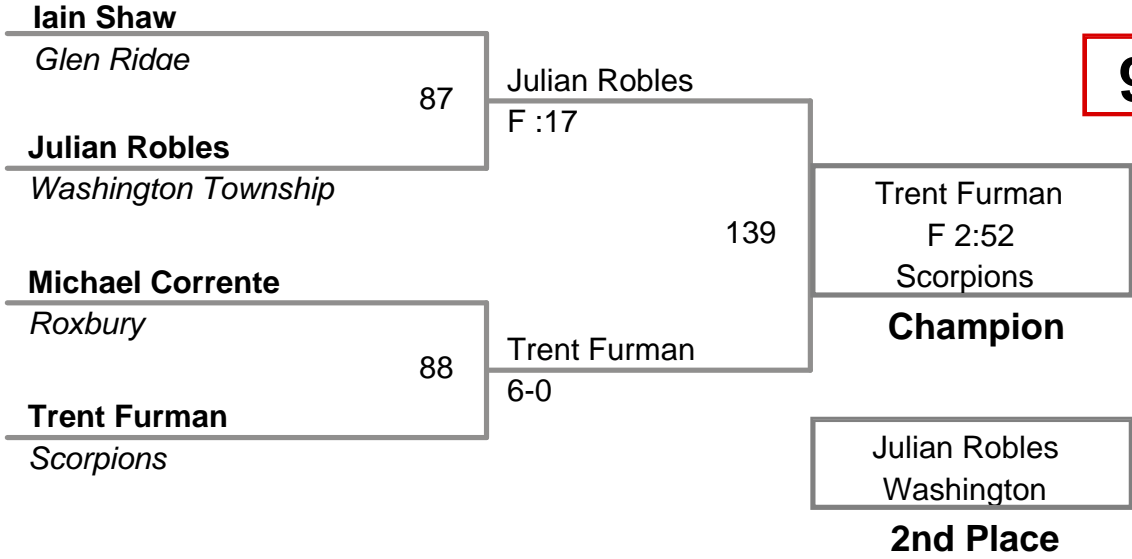 Iain Shaw
Glen Ridge
87
Julian Robles
Washington Township
Julian Robles
F :17
Michael Corrente
Roxbury
88
Trent Furman
Scorpions
Trent Furman
6-0
139
Trent Furman
F 2:52
Scorpions
Champion
Julian Robles
Washington
2nd Place